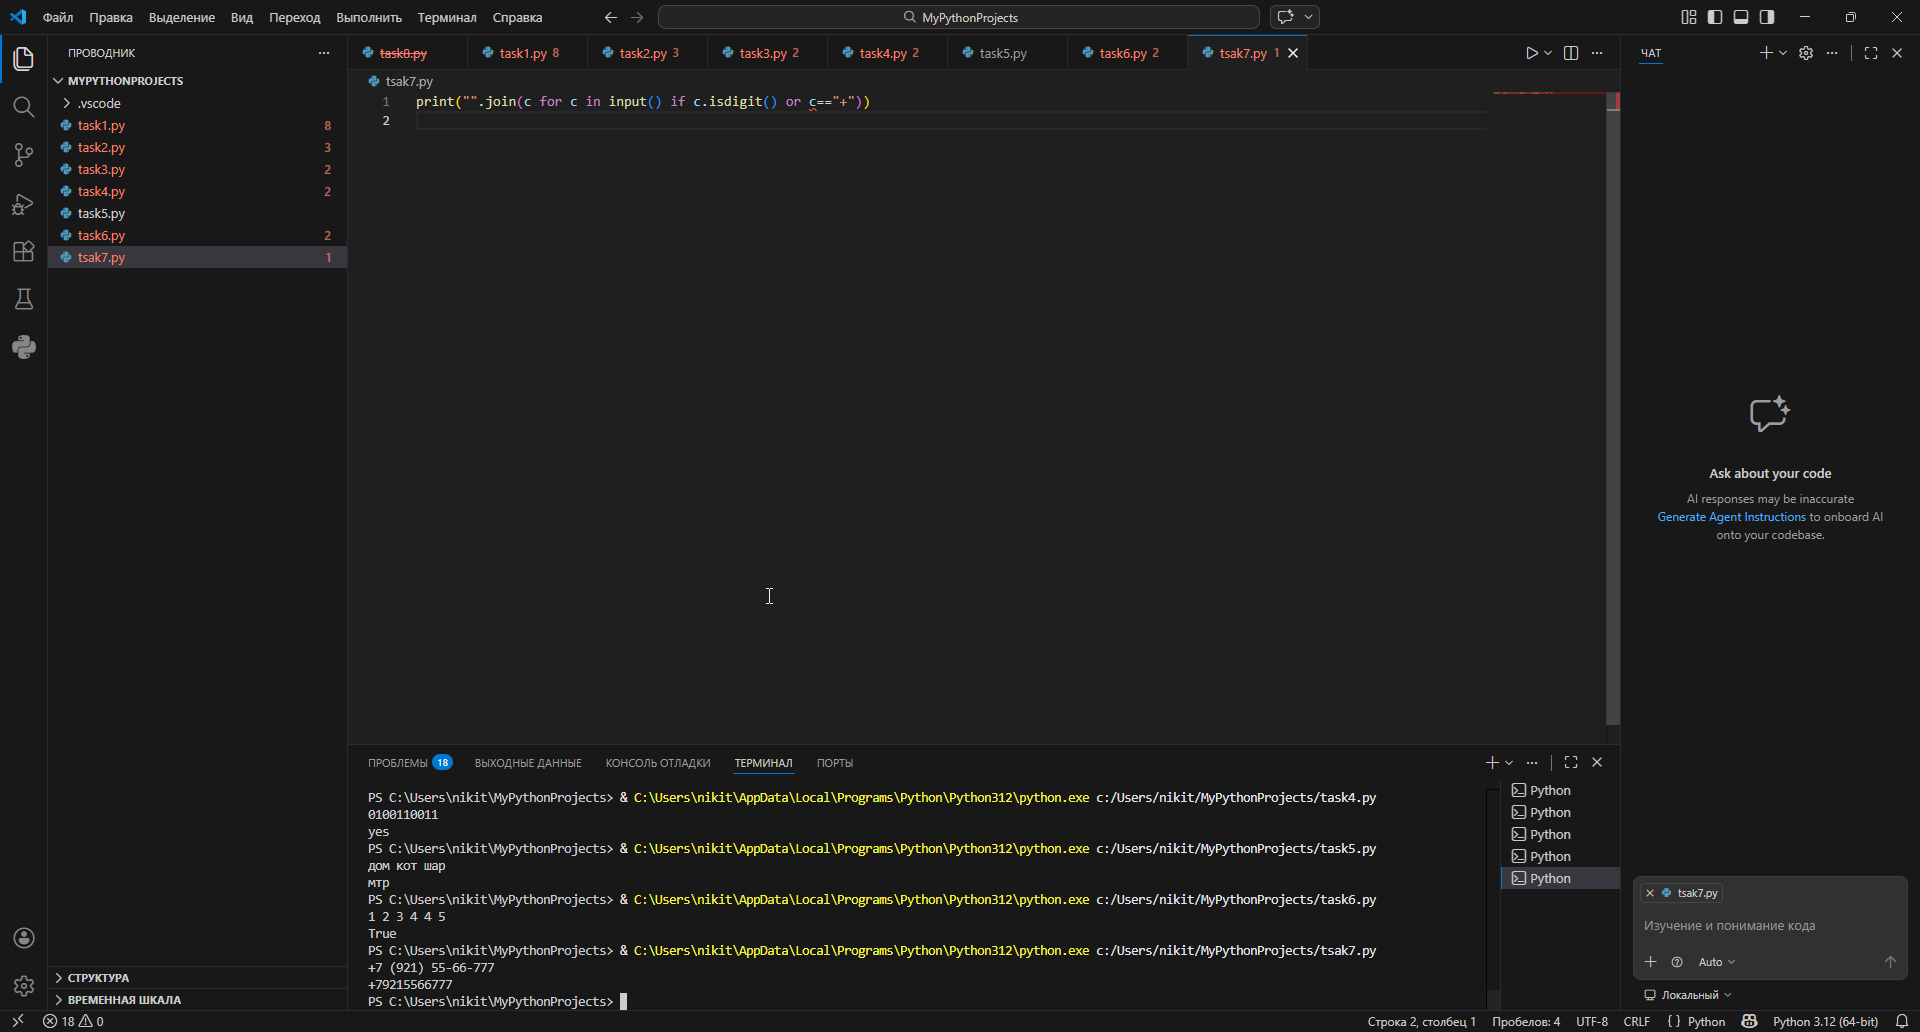 Файл Правка Выделение Вид Переход Выполнить Терминал Справка
MyPythonProjects
ПРОВОДНИК
MYPYTHONPROJECTS
.vscode
task1.py 8
task2.py 3
task3.py 2
task4.py 2
task5.py
task6.py 2
tsak7.py 1
СТРУКТУРА
ВРЕМЕННАЯ ШКАЛА
task8.py task1.py 8 task2.py 3 task3.py 2 task4.py 2 task5.py task6.py 2 tsak7.py 1
tsak7.py
1 print("".join(c for c in input() if c.isdigit() or c=="+"))
2
ПРОБЛЕМЫ 18 ВЫХОДНЫЕ ДАННЫЕ КОНСОЛЬ ОТЛАДКИ ТЕРМИНАЛ ПОРТЫ
PS C:\Users\nikit\MyPythonProjects> & C:\Users\nikit\AppData\Local\Programs\Python\Python312\python.exe c:/Users/nikit/MyPythonProjects/task4.py
0100110011
yes
PS C:\Users\nikit\MyPythonProjects> & C:\Users\nikit\AppData\Local\Programs\Python\Python312\python.exe c:/Users/nikit/MyPythonProjects/task5.py
дом кот шар
мтр
PS C:\Users\nikit\MyPythonProjects> & C:\Users\nikit\AppData\Local\Programs\Python\Python312\python.exe c:/Users/nikit/MyPythonProjects/task6.py
1 2 3 4 4 5
True
PS C:\Users\nikit\MyPythonProjects> & C:\Users\nikit\AppData\Local\Programs\Python\Python312\python.exe c:/Users/nikit/MyPythonProjects/tsak7.py
+7 (921) 55-66-777
+79215566777
PS C:\Users\nikit\MyPythonProjects>
Python
Python
Python
Python
Python
ЧАТ
Ask about your code
AI responses may be inaccurate
Generate Agent Instructions to onboard AI
onto your codebase.
tsak7.py
Изучение и понимание кода
Auto
Локальный
18 0
Строка 2, столбец 1 Пробелов: 4 UTF-8 CRLF { } Python Python 3.12 (64-bit)